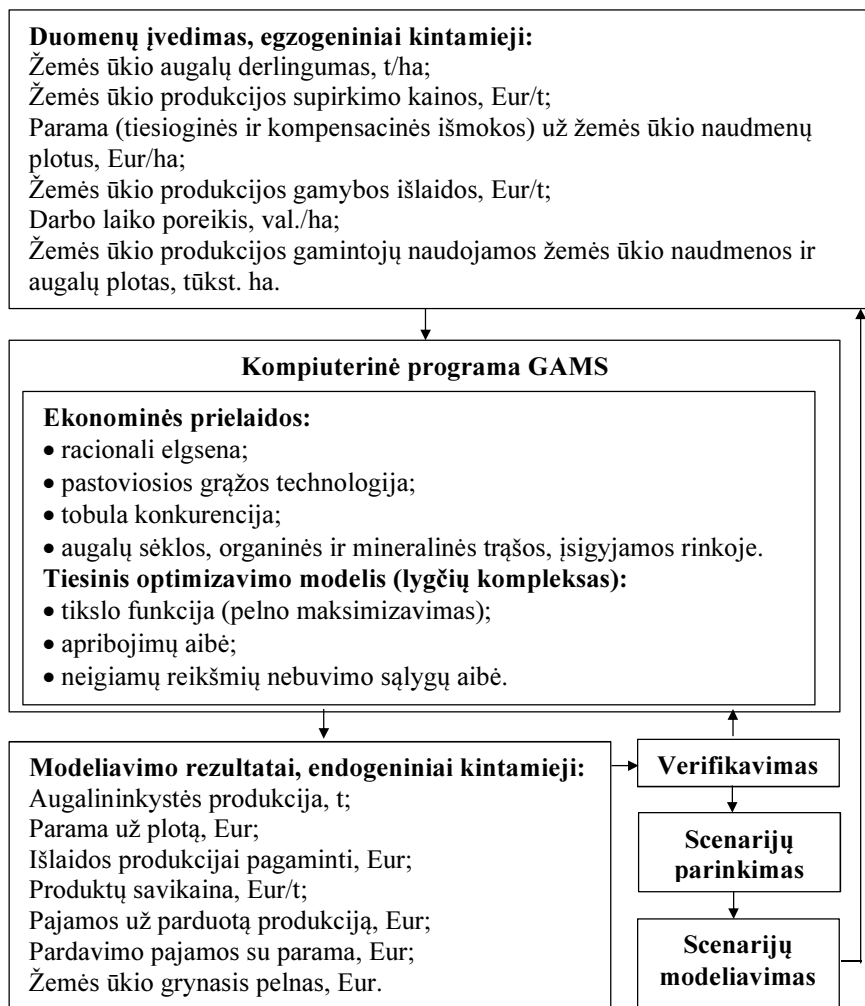 Duomenų įvedimas, egzogeniniai kintamieji:
Žemės ūkio augalų derlingumas, t/ha;
Žemės ūkio produkcijos supirkimo kainos, Eur/t;
Parama (tiesioginės ir kompensacinės išmokos) už žemės ūkio naudmenų
plotus, Eur/ha;
Žemės ūkio produkcijos gamybos išlaidos, Eur/t;
Darbo laiko poreikis, val./ha;
Žemės ūkio produkcijos gamintojų naudojamos žemės ūkio naudmenos ir
augalų plotas, tūkst. ha.
Kompiuterinė programa GAMS
Ekonominės prielaidos:
• racionali elgsena;
• pastoviosios grąžos technologija;
• tobula konkurencija;
• augalų sėklos, organinės ir mineralinės trąšos, įsigyjamos rinkoje.
Tiesinis optimizavimo modelis (lygčių kompleksas):
• tikslo funkcija (pelno maksimizavimas);
• apribojimų aibė;
• neigiamų reikšmių nebuvimo sąlygų aibė.
Modeliavimo rezultatai, endogeniniai kintamieji:
Augalininkystės produkcija, t;
Parama už plotą, Eur;
Išlaidos produkcijai pagaminti, Eur;
Produktų savikaina, Eur/t;
Pajamos už parduotą produkciją, Eur;
Pardavimo pajamos su parama, Eur;
Žemės ūkio grynasis pelnas, Eur.
Verifikavimas
Scenarijų
parinkimas
Scenarijų
modeliavimas